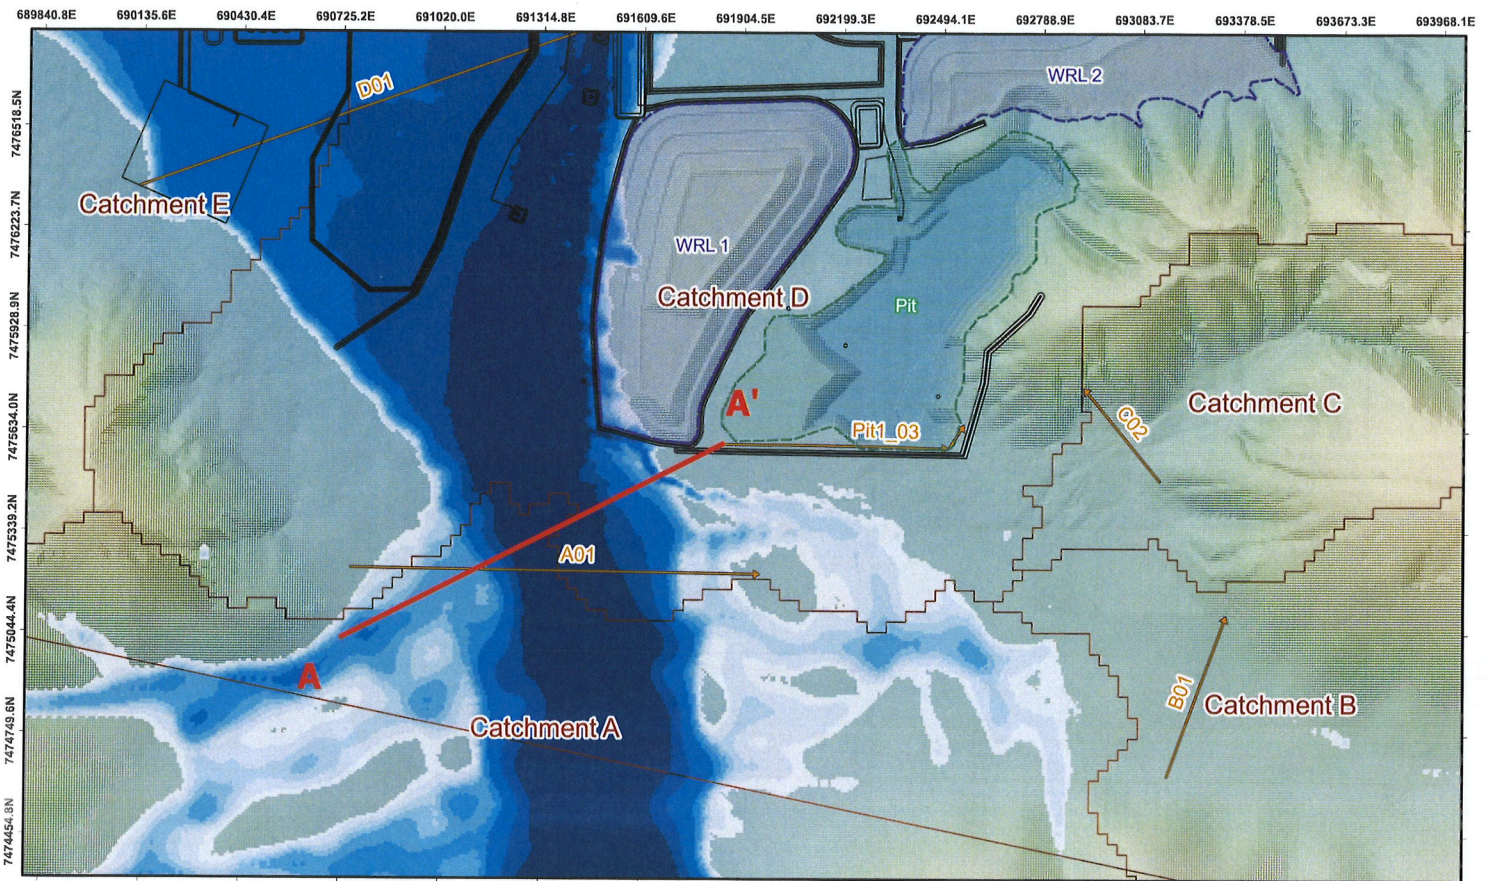 689840.8E 690135.6E 690430.4E 690725.2E 691020.0E 691314.8E 691609.6E 691904.5E 692199.3E 692494.1E 692788.9E 693083.7E 693378.5E 693673.3E 693968.1E
7476518.5N
7476223.7N
7475928.9N
7475634.0N
7475339.2N
7475044.4N
7474749.6N
7474454.8N
D01
WRL 2
Catchment E
WRL 1
Catchment D
Pit
A'
Pit1_03
C02
Catchment C
A01
A
B01
Catchment B
Catchment A